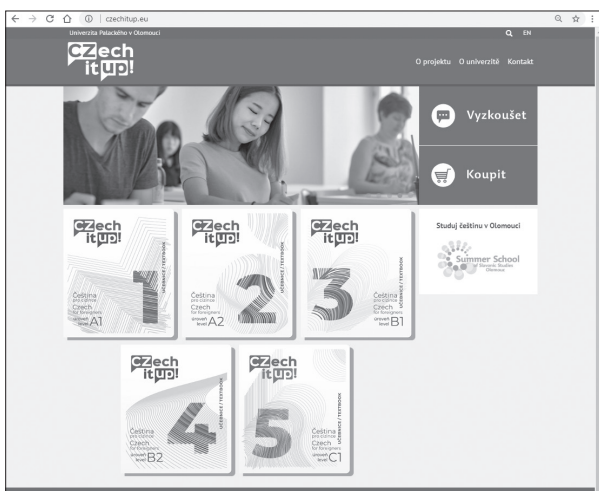 czechitup.eu
Univerzita Palackého v Olomouci
EN
CZech
it up!
O projektu O univerzitě Kontakt
Vyzkoušet
Koupit
CZech
it up!
1
UČEBNICE / TEXTBOOK
Čeština
pro cizince
Czech
for foreigners
úroveň
level A1
CZech
it up!
2
UČEBNICE / TEXTBOOK
Čeština
pro cizince
Czech
for foreigners
úroveň
level A2
CZech
it up!
3
UČEBNICE / TEXTBOOK
Čeština
pro cizince
Czech
for foreigners
úroveň
level B1
Studuj češtinu v Olomouci
Summer School
of Slavonic Studies
Olomouc
CZech
it up!
4
UČEBNICE / TEXTBOOK
Čeština
pro cizince
Czech
for foreigners
úroveň
level B2
CZech
it up!
5
UČEBNICE / TEXTBOOK
Čeština
pro cizince
Czech
for foreigners
úroveň
level C1